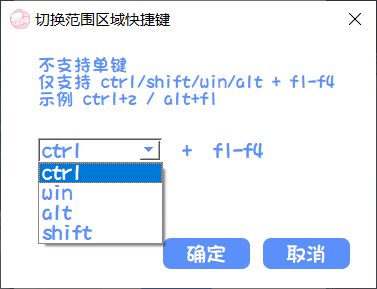 切换范围区域快捷键
不支持单键
仅支持 ctrl/shift/win/alt + f1-f4
示例 ctrl+z / alt+f1
ctrl + f1-f4
ctrl
win
alt
shift
确定 取消